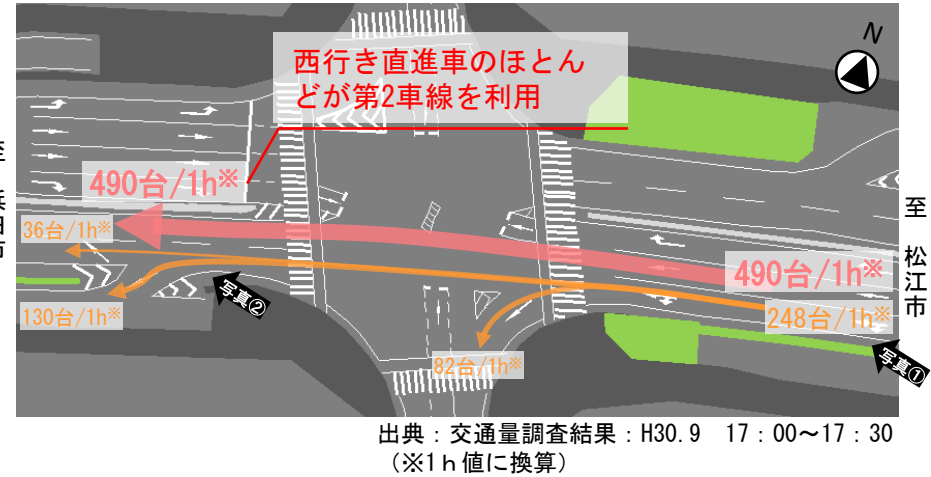 N
西行き直進車のほとん
どが第2車線を利用
490台/1h※
36台/1h※
130台/1h※
写真②
82台/1h※
490台/1h※
248台/1h※
写真①
至 松江市
出典：交通量調査結果：H30.9 17：00～17：30
（※1ｈ値に換算）